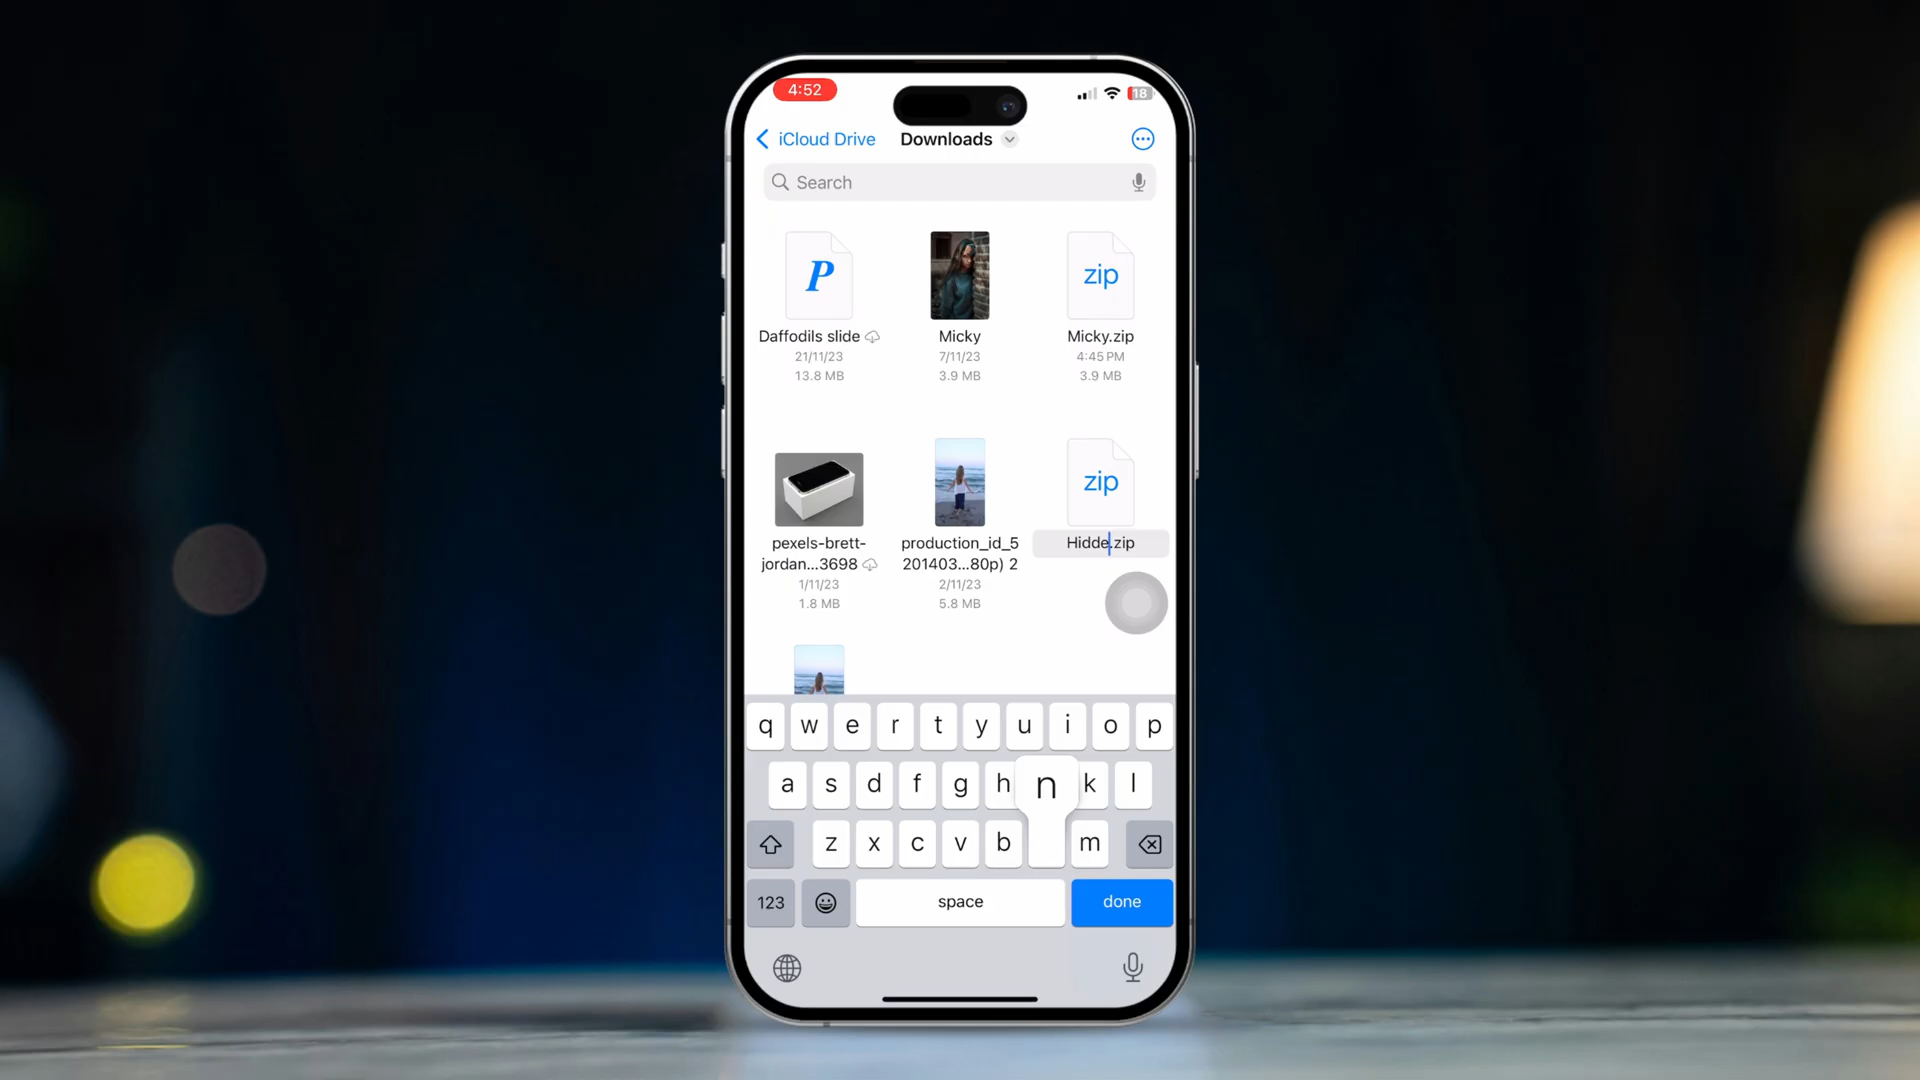 4:52
18
iCloud Drive Downloads
Search
P
zip
Daffodils slide
21/11/23
13.8 MB
Micky
7/11/23
3.9 MB
Micky.zip
4:45 PM
3.9 MB
zip
pexels-brett-
jordan...3698
1/11/23
1.8 MB
production_id_5
201403...80p) 2
2/11/23
5.8 MB
Hidde.zip
q w e r t y u i o p
a s d f g h n k l
z x c v b m
123 space done